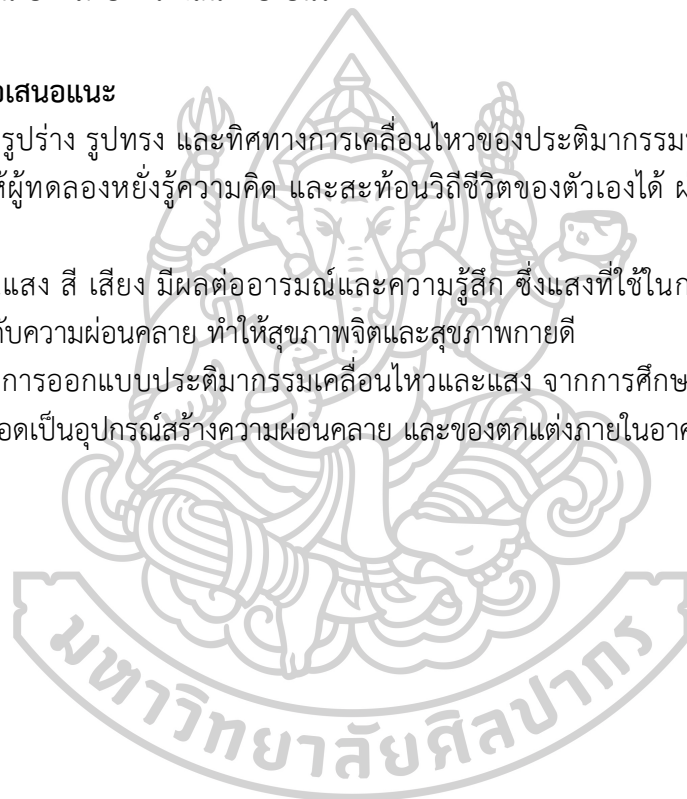 เสนอแนะ
รูปร่าง รูปทรง และทิศทางการเคลื่อนไหวของประติมากรรม
ให้ผู้ทดลองหยั่งรู้ความคิด และสะท้อนวิถีชีวิตของตัวเองได้
แสง สี เสียง มีผลต่ออารมณ์และความรู้สึก ซึ่งแสงที่ใช้ใน
กับความผ่อนคลาย ทำให้สุขภาพจิตและสุขภาพกายดี
การออกแบบประติมากรรมเคลื่อนไหวและแสง จากการศึกษ
อดเป็นอุปกรณ์สร้างความผ่อนคลาย และของตกแต่งภายในอาค
มหาวิทยาลัยศิลปากร